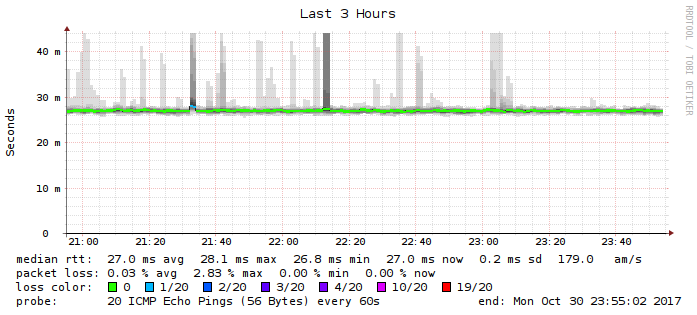 Last 3 Hours
RRDTOOL / TOBI OETIKER
Seconds
40 m
30 m
20 m
10 m
0
21:00 21:20 21:40 22:00 22:20 22:40 23:00 23:20 23:40
median rtt: 27.0 ms avg 28.1 ms max 26.8 ms min 27.0 ms now 0.2 ms sd 179.0 am/s
packet loss: 0.03 % avg 2.83 % max 0.00 % min 0.00 % now
loss color: 0 1/20 2/20 3/20 4/20 10/20 19/20
probe: 20 ICMP Echo Pings (56 Bytes) every 60s end: Mon Oct 30 23:55:02 2017